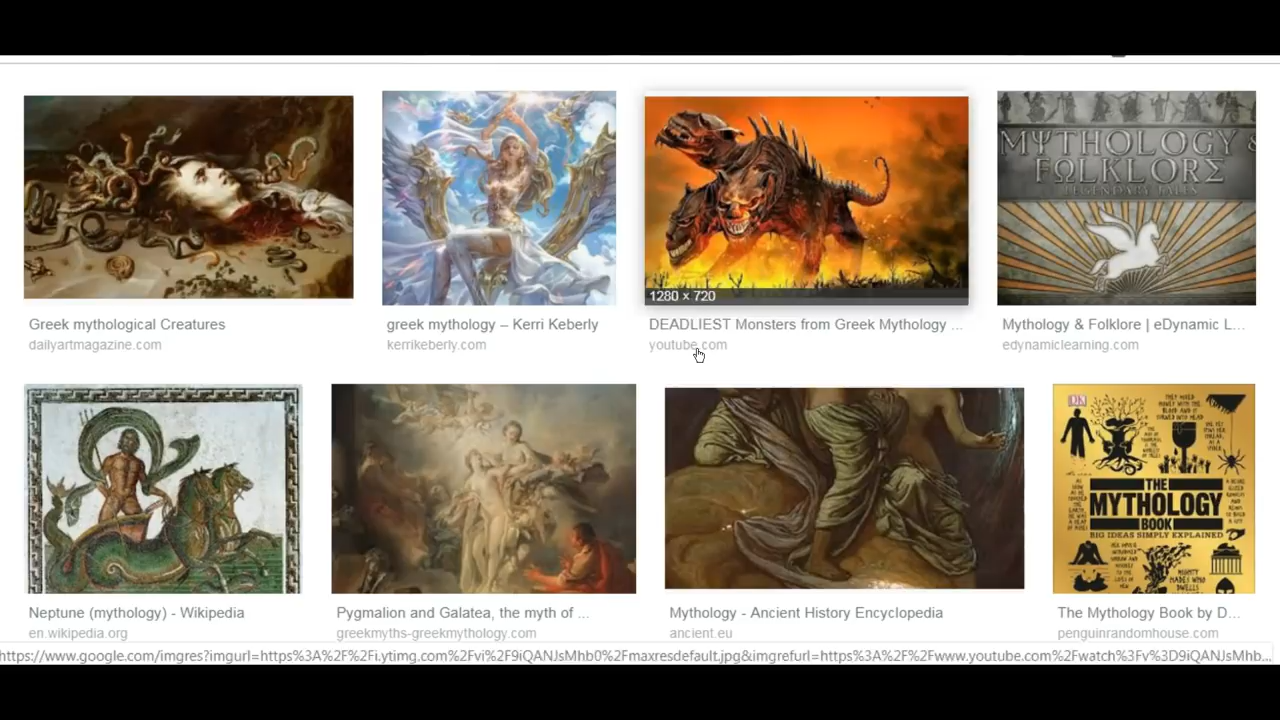 MYTHOLOGY &
FOLKLORE
LEGENDARY TALES
1280 × 720
Greek mythological Creatures
dailyartmagazine.com
greek mythology – Kerri Keberly
kerrikeberly.com
DEADLIEST Monsters from Greek Mythology ...
youtube.com
Mythology & Folklore | eDynamic L...
edynamiclearning.com
DK
THE
MYTHOLOGY
BOOK
BIG IDEAS SIMPLY EXPLAINED
Neptune (mythology) - Wikipedia
en.wikipedia.org
Pygmalion and Galatea, the myth of ...
greekmyths-greekmythology.com
Mythology - Ancient History Encyclopedia
ancient.eu
The Mythology Book by D...
penguinrandomhouse.com
https://www.google.com/imgres?imgurl=https%3A%2F%2Fi.ytimg.com%2Fvi%2F9iQANJsMhb0%2Fmaxresdefault.jpg&imgrefurl=https%3A%2F%2Fwww.youtube.com%2Fwatch%3Fv%3D9iQANJsMhb...